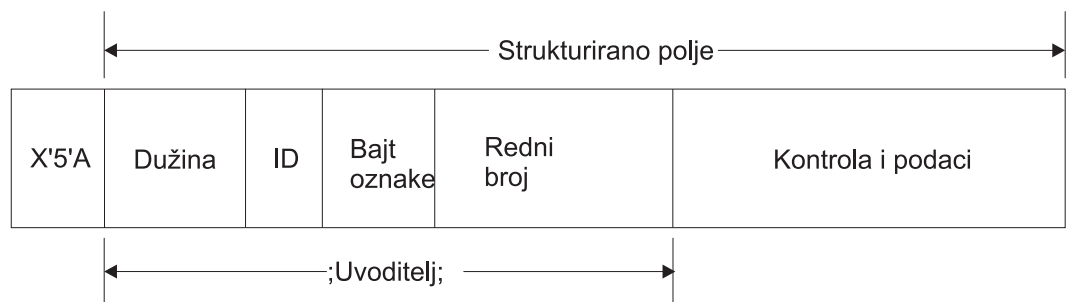 Strukturirano polje
X'5'A
Dužina
ID
Bajt
oznake
Redni
broj
Kontrola i podaci
;Uvoditelj;